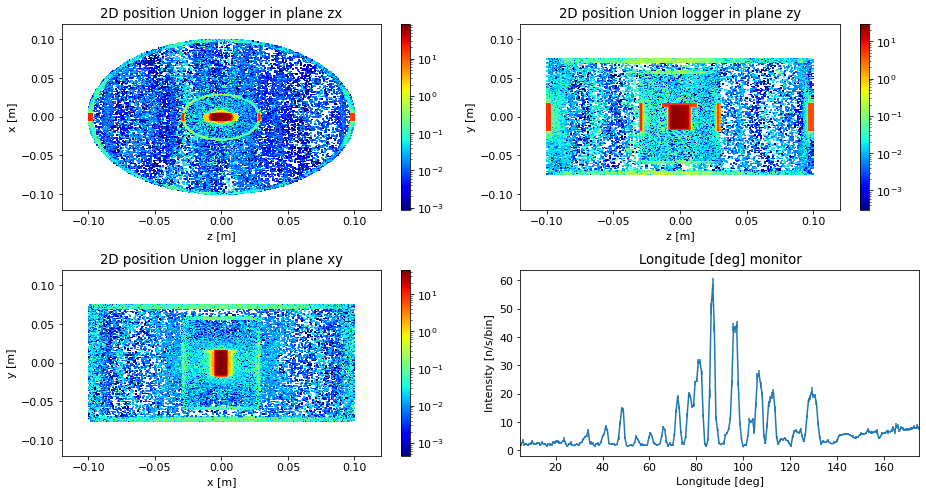 2D position Union logger in plane zx
0.10
0.05
0.00
−0.05
−0.10
x [m]
−0.10 −0.05 0.00 0.05 0.10
z [m]
10^1
10^0
10^−1
10^−2
10^−3
2D position Union logger in plane zy
0.10
0.05
0.00
−0.05
−0.10
y [m]
−0.10 −0.05 0.00 0.05 0.10
z [m]
10^1
10^0
10^−1
10^−2
10^−3
2D position Union logger in plane xy
0.10
0.05
0.00
−0.05
−0.10
y [m]
−0.10 −0.05 0.00 0.05 0.10
x [m]
10^1
10^0
10^−1
10^−2
10^−3
Longitude [deg] monitor
60
50
40
30
20
10
0
Intensity [n/s/bin]
20 40 60 80 100 120 140 160
Longitude [deg]